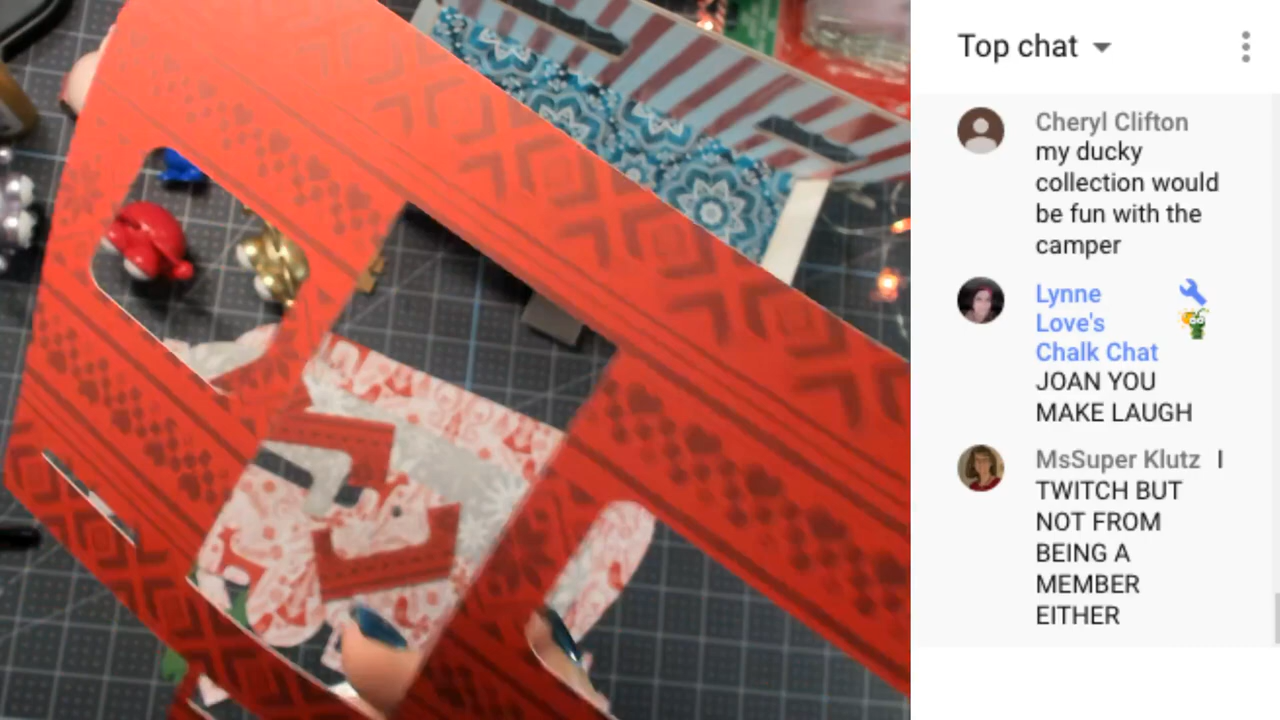 Top chat
Cheryl Clifton
my ducky
collection would
be fun with the
camper
Lynne
Love's
Chalk Chat
JOAN YOU
MAKE LAUGH
MsSuper Klutz I
TWITCH BUT
NOT FROM
BEING A
MEMBER
EITHER